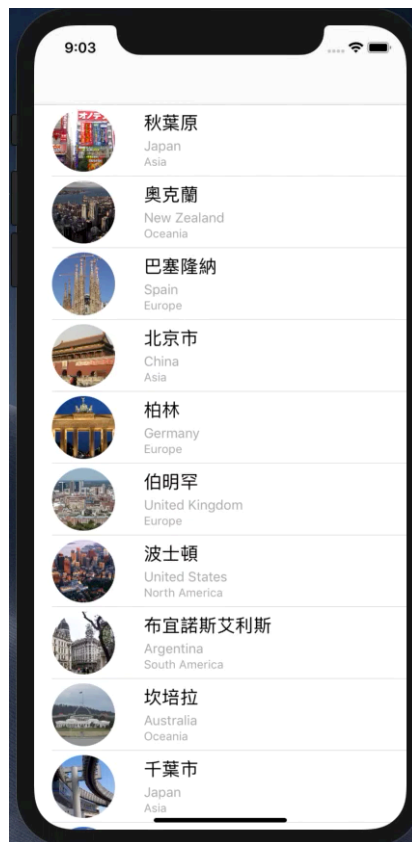 9:03
秋葉原
Japan
Asia
奧克蘭
New Zealand
Oceania
巴塞隆納
Spain
Europe
北京市
China
Asia
柏林
Germany
Europe
伯明罕
United Kingdom
Europe
波士頓
United States
North America
布宜諾斯艾利斯
Argentina
South America
坎培拉
Australia
Oceania
千葉市
Japan
Asia